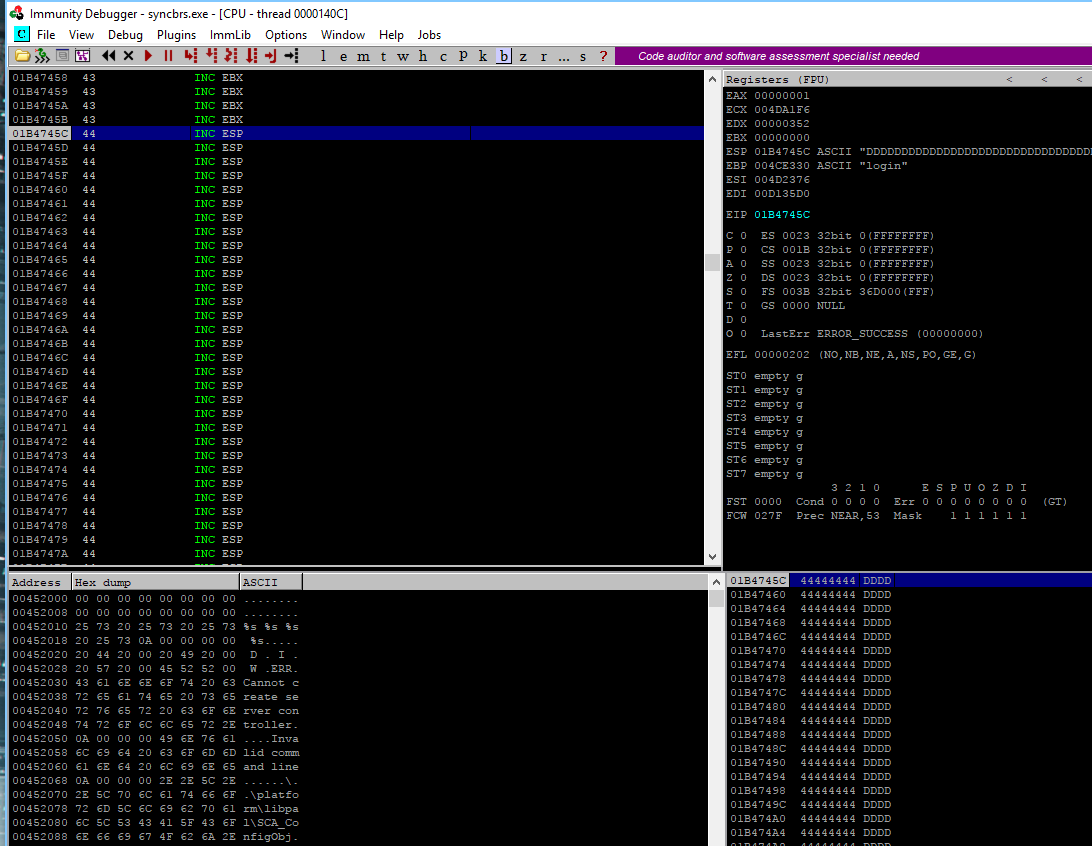 Immunity Debugger - syncbrs.exe - [CPU - thread 0000140C]
C File View Debug Plugins ImmLib Options Window Help Jobs
l e m t w h c P k b z r ... s ? Code auditor and software assessment specialist needed
01B47458 43 INC EBX
01B47459 43 INC EBX
01B4745A 43 INC EBX
01B4745B 43 INC EBX
01B4745C 44 INC ESP
01B4745D 44 INC ESP
01B4745E 44 INC ESP
01B4745F 44 INC ESP
01B47460 44 INC ESP
01B47461 44 INC ESP
01B47462 44 INC ESP
01B47463 44 INC ESP
01B47464 44 INC ESP
01B47465 44 INC ESP
01B47466 44 INC ESP
01B47467 44 INC ESP
01B47468 44 INC ESP
01B47469 44 INC ESP
01B4746A 44 INC ESP
01B4746B 44 INC ESP
01B4746C 44 INC ESP
01B4746D 44 INC ESP
01B4746E 44 INC ESP
01B4746F 44 INC ESP
01B47470 44 INC ESP
01B47471 44 INC ESP
01B47472 44 INC ESP
01B47473 44 INC ESP
01B47474 44 INC ESP
01B47475 44 INC ESP
01B47476 44 INC ESP
01B47477 44 INC ESP
01B47478 44 INC ESP
01B47479 44 INC ESP
01B4747A 44 INC ESP
Registers (FPU) < < <
EAX 00000001
ECX 004DA1F6
EDX 00000352
EBX 00000000
ESP 01B4745C ASCII "DDDDDDDDDDDDDDDDDDDDDDDDDDDDDDDD
EBP 004CE330 ASCII "login"
ESI 004D2376
EDI 00D135D0
EIP 01B4745C
C 0 ES 0023 32bit 0(FFFFFFFF)
P 0 CS 001B 32bit 0(FFFFFFFF)
A 0 SS 0023 32bit 0(FFFFFFFF)
Z 0 DS 0023 32bit 0(FFFFFFFF)
S 0 FS 003B 32bit 36D000(FFF)
T 0 GS 0000 NULL
D 0
O 0 LastErr ERROR_SUCCESS (00000000)
EFL 00000202 (NO,NB,NE,A,NS,PO,GE,G)
ST0 empty g
ST1 empty g
ST2 empty g
ST3 empty g
ST4 empty g
ST5 empty g
ST6 empty g
ST7 empty g
3 2 1 0 E S P U O Z D I
FST 0000 Cond 0 0 0 0 Err 0 0 0 0 0 0 0 0 (GT)
FCW 027F Prec NEAR,53 Mask 1 1 1 1 1 1
Address Hex dump ASCII
00452000 00 00 00 00 00 00 00 00 ........
00452008 00 00 00 00 00 00 00 00 ........
00452010 25 73 20 25 73 20 25 73 %s %s %s
00452018 20 25 73 0A 00 00 00 00 %s.....
00452020 20 44 20 00 20 49 20 00 D . I .
00452028 20 57 20 00 45 52 52 00 W .ERR.
00452030 43 61 6E 6E 6F 74 20 63 Cannot c
00452038 72 65 61 74 65 20 73 65 reate se
00452040 72 76 65 72 20 63 6F 6E rver con
00452048 74 72 6F 6C 6C 65 72 2E troller.
00452050 0A 00 00 00 49 6E 76 61 ....Inva
00452058 6C 69 64 20 63 6F 6D 6D lid comm
00452060 61 6E 64 20 6C 69 6E 65 and line
00452068 0A 00 00 00 2E 2E 5C 2E ......\.
00452070 2E 5C 70 6C 61 74 66 6F .\platfo
00452078 72 6D 5C 6C 69 62 70 61 rm\libpa
00452080 6C 5C 53 43 41 5F 43 6F l\SCA_Co
00452088 6E 66 69 67 4F 62 6A 2E nfigObj.
01B4745C 44444444 DDDD
01B47460 44444444 DDDD
01B47464 44444444 DDDD
01B47468 44444444 DDDD
01B4746C 44444444 DDDD
01B47470 44444444 DDDD
01B47474 44444444 DDDD
01B47478 44444444 DDDD
01B4747C 44444444 DDDD
01B47480 44444444 DDDD
01B47484 44444444 DDDD
01B47488 44444444 DDDD
01B4748C 44444444 DDDD
01B47490 44444444 DDDD
01B47494 44444444 DDDD
01B47498 44444444 DDDD
01B4749C 44444444 DDDD
01B474A0 44444444 DDDD
01B474A4 44444444 DDDD